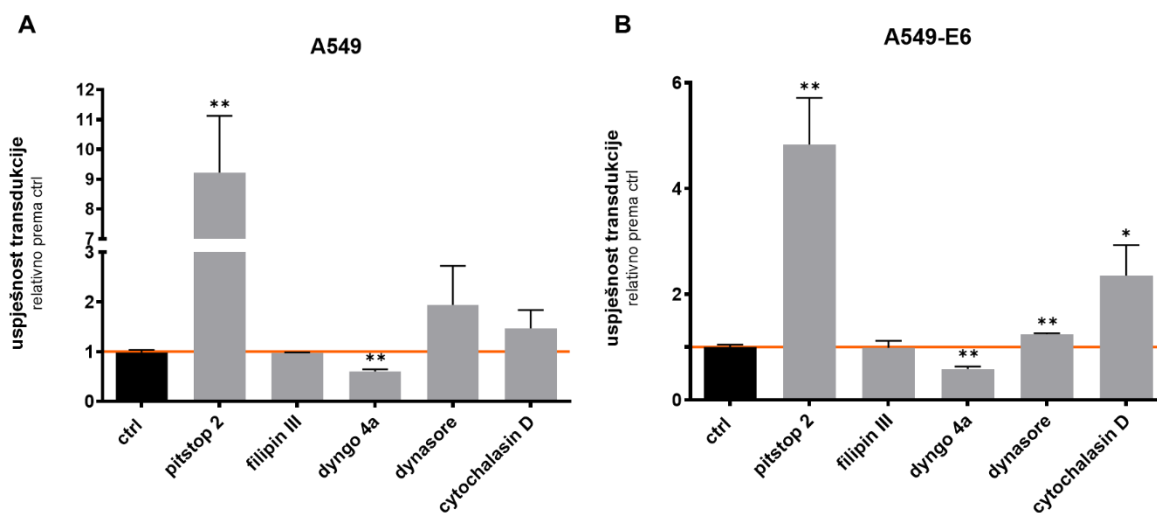 A
A549
uspješnost transdukcije
relativno prema ctrl
12
11
10
9
8
7
3
2
1
0
**
**
ctrl
pitstop 2
filipin III
dyngo 4a
dynasore
cytochalasin D
B
A549-E6
uspješnost transdukcije
relativno prema ctrl
6
4
2
0
**
**
**
*
ctrl
pitstop 2
filipin III
dyngo 4a
dynasore
cytochalasin D